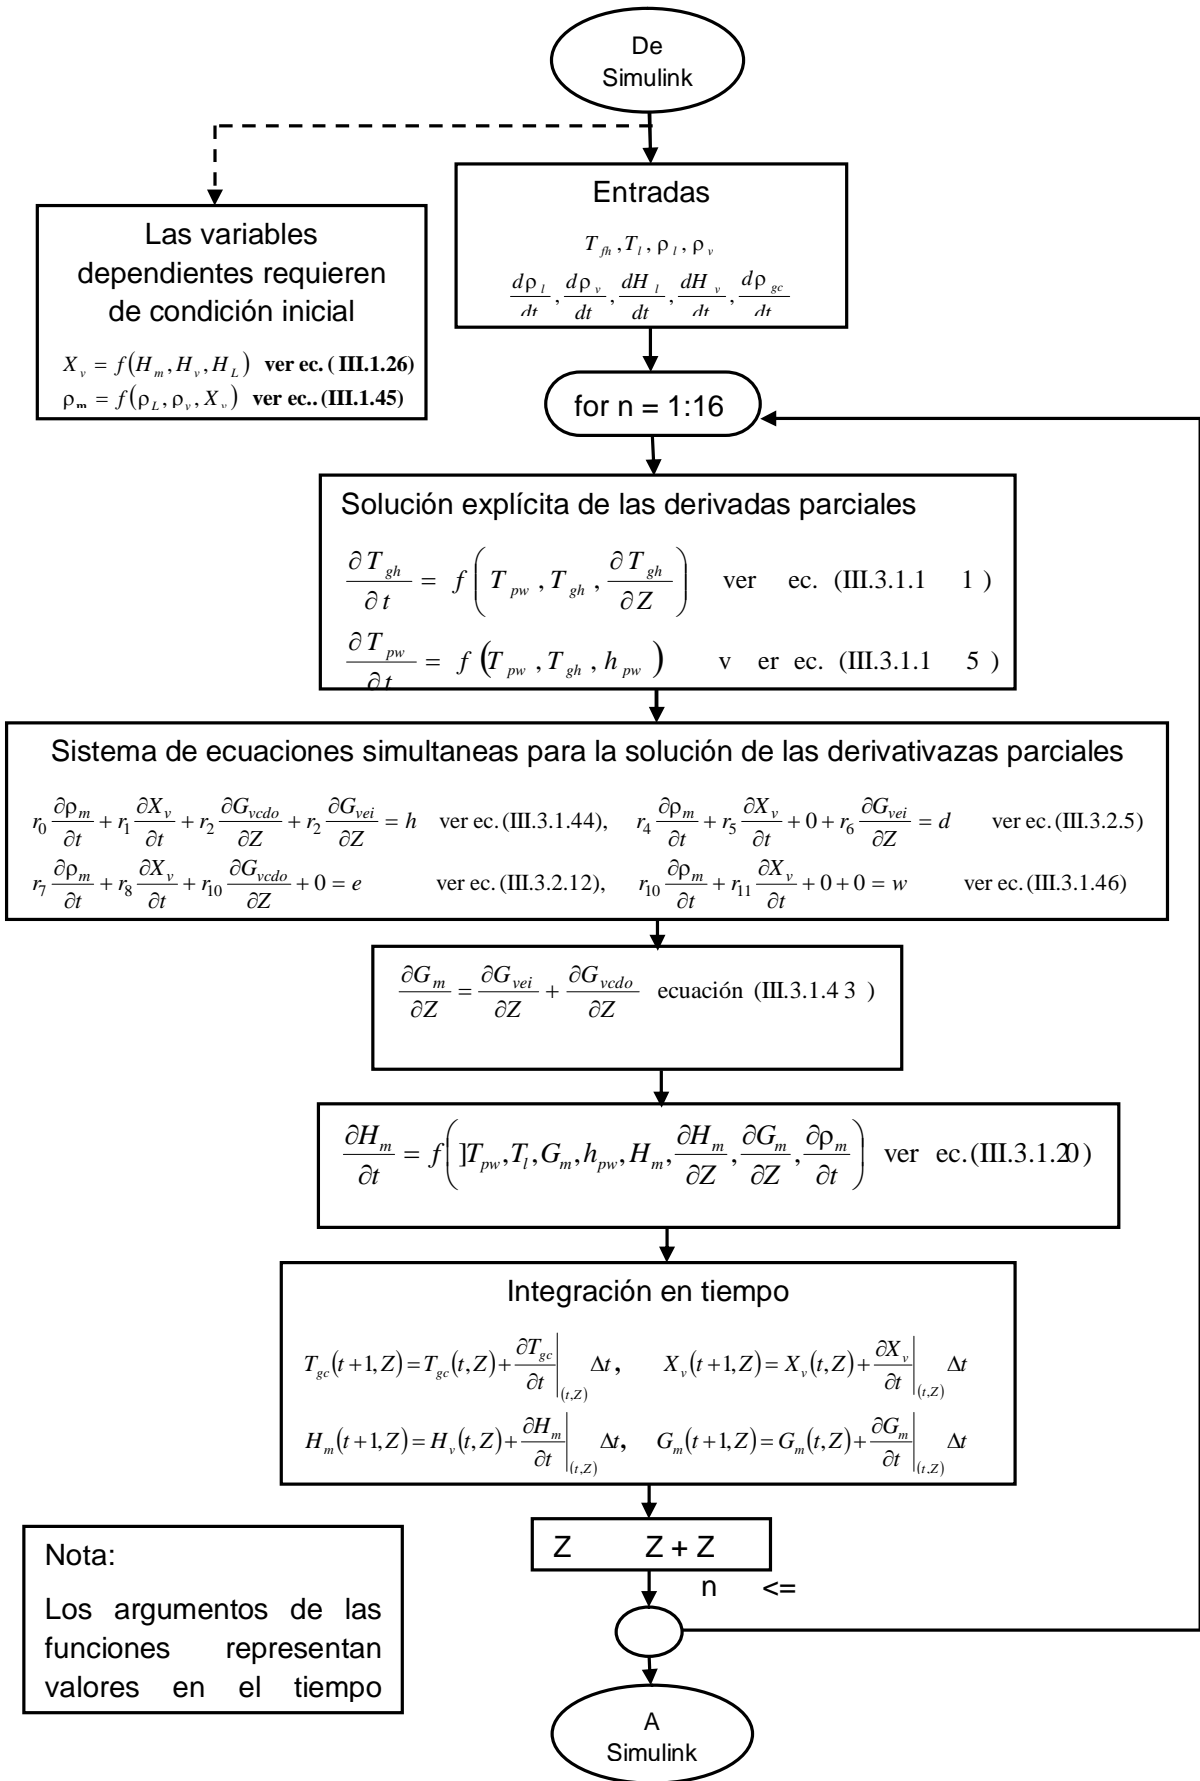 De
Simulink
Entradas
T_fh, T_l, ρ_l, ρ_v
dρ_l/dt, dρ_v/dt, dH_l/dt, dH_v/dt, dρ_gc/dt
Las variables
dependientes requieren
de condición inicial
X_v = f(H_m, H_v, H_L) ver ec. ( III.1.26)
ρ_m = f(ρ_L, ρ_v, X_v) ver ec.. (III.1.45)
for n = 1:16
Solución explícita de las derivadas parciales
∂T_gh/∂t = f(T_pw, T_gh, ∂T_gh/∂Z) ver ec. (III.3.1.1 1 )
∂T_pw/∂t = f(T_pw, T_gh, h_pw) v er ec. (III.3.1.1 5 )
Sistema de ecuaciones simultaneas para la solución de las derivativazas parciales
r_0 ∂ρ_m/∂t + r_1 ∂X_v/∂t + r_2 ∂G_vcdo/∂Z + r_2 ∂G_vei/∂Z = h ver ec. (III.3.1.44), r_4 ∂ρ_m/∂t + r_5 ∂X_v/∂t + 0 + r_6 ∂G_vei/∂Z = d ver ec. (III.3.2.5)
r_7 ∂ρ_m/∂t + r_8 ∂X_v/∂t + r_10 ∂G_vcdo/∂Z + 0 = e ver ec. (III.3.2.12), r_10 ∂ρ_m/∂t + r_11 ∂X_v/∂t + 0 + 0 = w ver ec. (III.3.1.46)
∂G_m/∂Z = ∂G_vei/∂Z + ∂G_vcdo/∂Z ecuación (III.3.1.4 3 )
∂H_m/∂t = f(]T_pw, T_l, G_m, h_pw, H_m, ∂H_m/∂Z, ∂G_m/∂Z, ∂ρ_m/∂t) ver ec.(III.3.1.20)
Integración en tiempo
T_gc(t+1,Z) = T_gc(t,Z) + ∂T_gc/∂t|_(t,Z) Δt, X_v(t+1,Z) = X_v(t,Z) + ∂X_v/∂t|_(t,Z) Δt
H_m(t+1,Z) = H_v(t,Z) + ∂H_m/∂t|_(t,Z) Δt, G_m(t+1,Z) = G_m(t,Z) + ∂G_m/∂t|_(t,Z) Δt
Z Z + Z
n <=
Nota:
Los argumentos de las
funciones representan
valores en el tiempo
A
Simulink